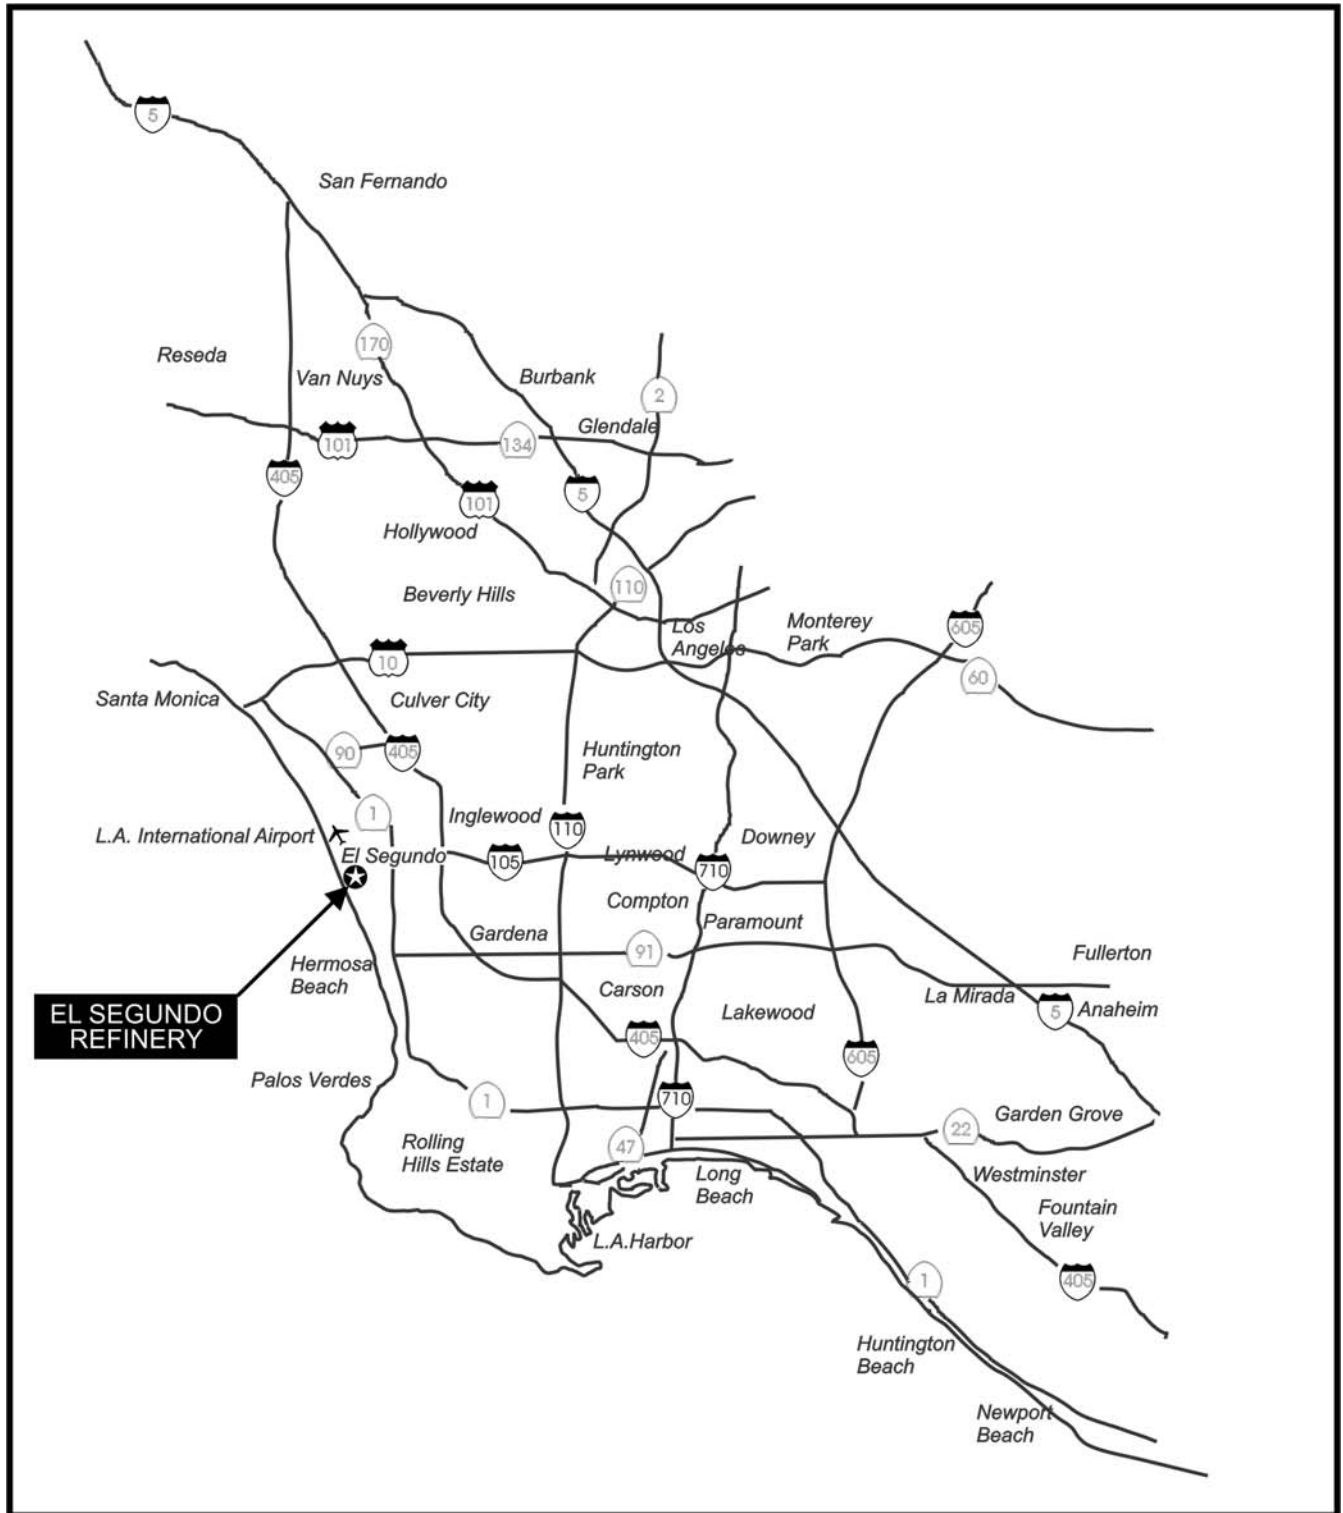 5
San Fernando
170
Reseda
Van Nuys
Burbank
2
Glendale
101
134
405
101
5
Hollywood
110
Beverly Hills
Los
Angeles
Monterey
Park
605
10
60
Santa Monica
Culver City
90
405
Huntington
Park
1
Inglewood
110
L.A. International Airport
Downey
El Segundo
105
Lynwood
710
Compton
Paramount
Gardena
91
Hermosa
Beach
Fullerton
Carson
La Mirada
EL SEGUNDO
REFINERY
Lakewood
5
Anaheim
405
605
Palos Verdes
1
710
Garden Grove
22
47
Rolling
Hills Estate
Long
Beach
Westminster
Fountain
Valley
L.A.Harbor
1
405
Huntington
Beach
Newport
Beach